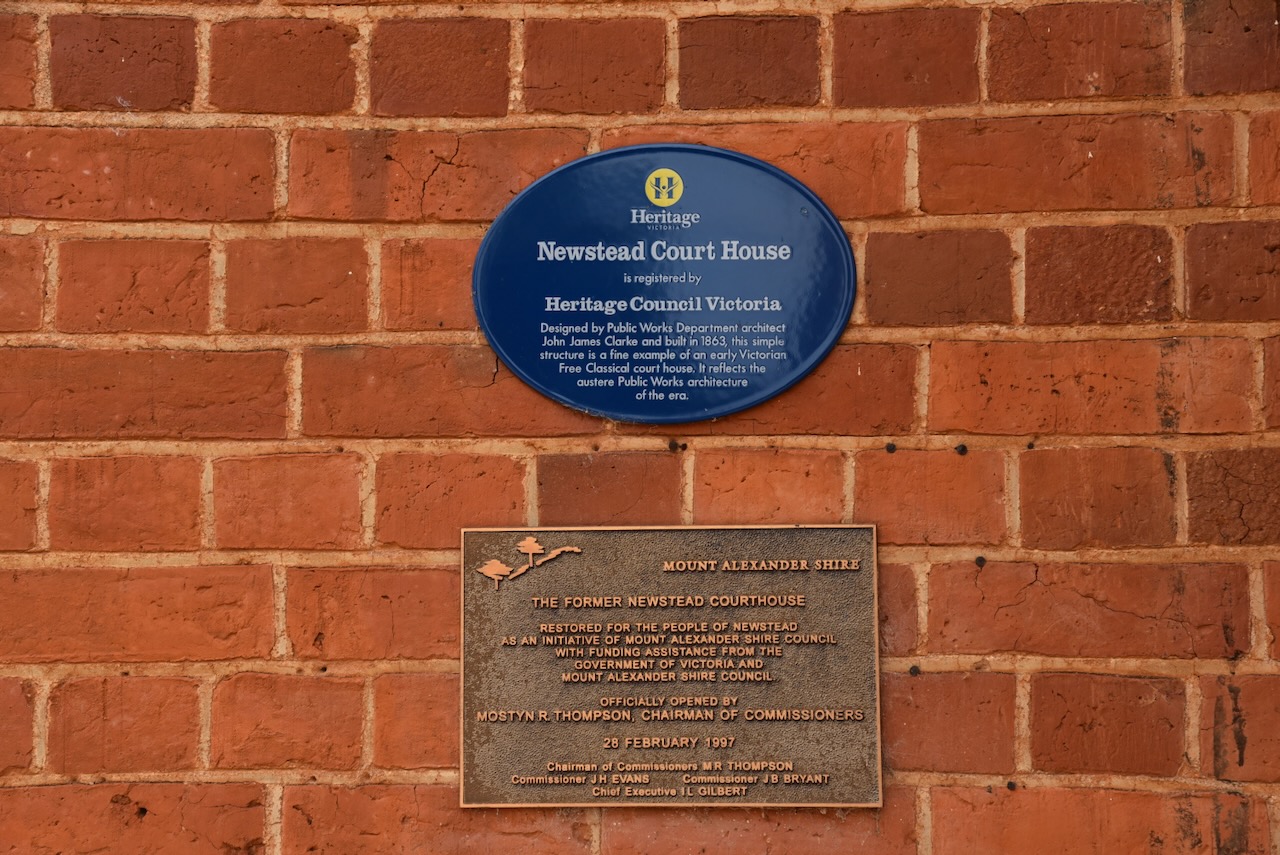 H
Heritage
VICTORIA
Newstead Court House
is registered by
Heritage Council Victoria
Designed by Public Works Department architect
John James Clarke and built in 1863, this simple
structure is a fine example of an early Victorian
Free Classical court house. It reflects the
austere Public Works architecture
of the era.
MOUNT ALEXANDER SHIRE
THE FORMER NEWSTEAD COURTHOUSE
RESTORED FOR THE PEOPLE OF NEWSTEAD
AS AN INITIATIVE OF MOUNT ALEXANDER SHIRE COUNCIL
WITH FUNDING ASSISTANCE FROM THE
GOVERNMENT OF VICTORIA AND
MOUNT ALEXANDER SHIRE COUNCIL.
OFFICIALLY OPENED BY
MOSTYN R. THOMPSON, CHAIRMAN OF COMMISSIONERS
28 FEBRUARY 1997
Chairman of Commissioners M R THOMPSON
Commissioner J H EVANS Commissioner J B BRYANT
Chief Executive I L GILBERT